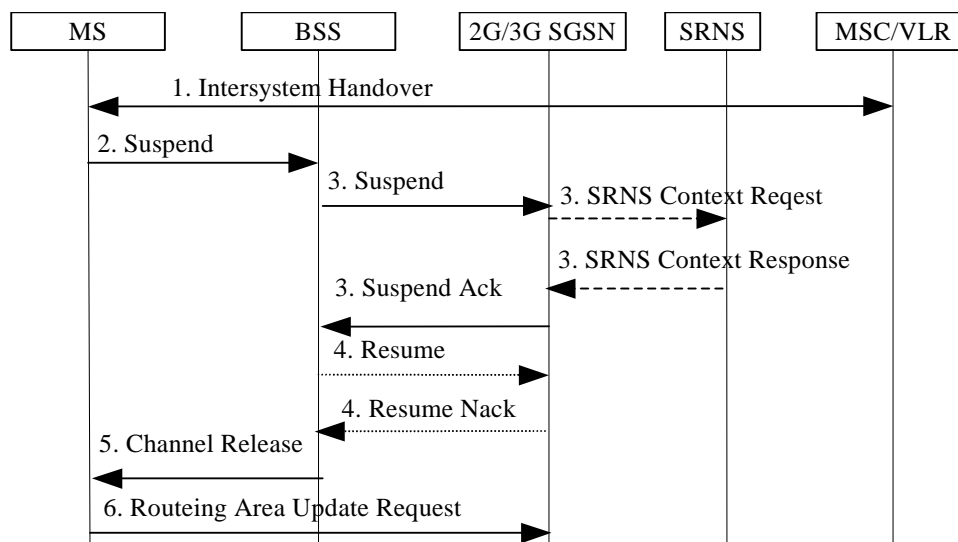 MS
BSS
2G/3G SGSN
SRNS
MSC/VLR
1. Intersystem Handover
2. Suspend
3. Suspend
3. SRNS Context Reqest
3. SRNS Context Response
3. Suspend Ack
4. Resume
4. Resume Nack
5. Channel Release
6. Routeing Area Update Request